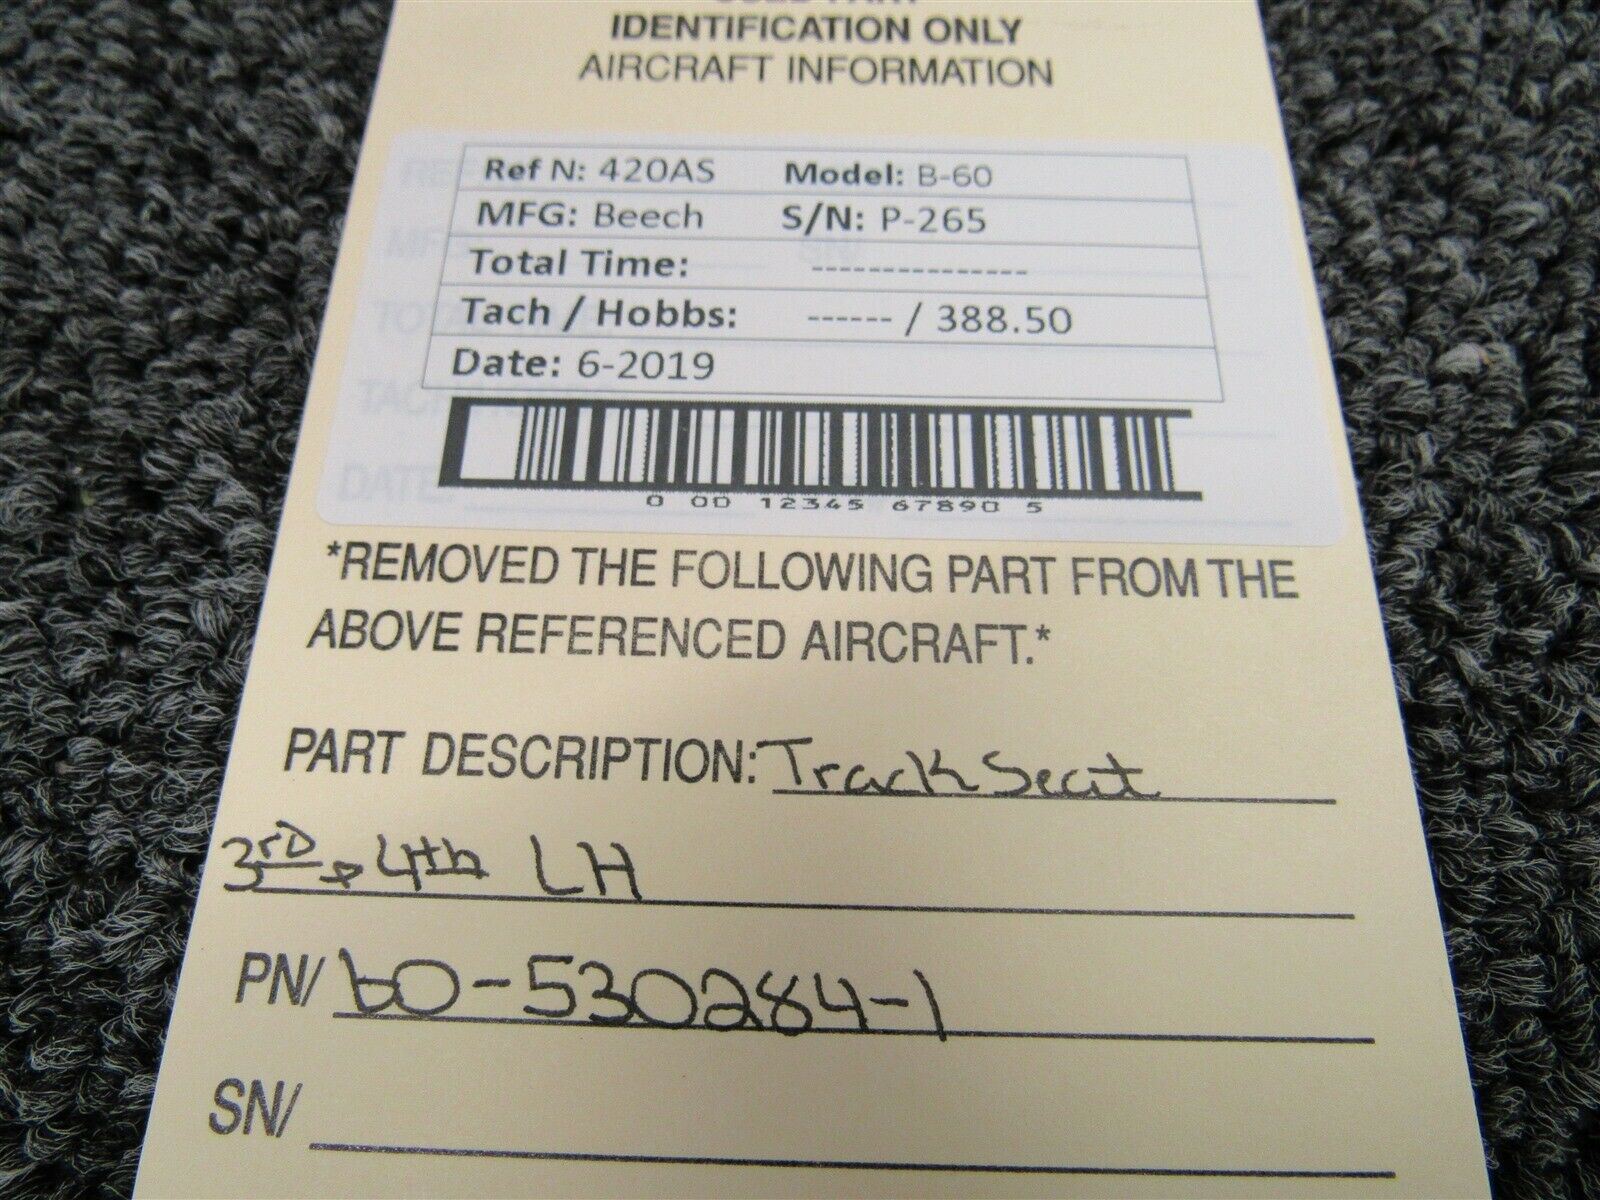 IDENTIFICATION ONLY
AIRCRAFT INFORMATION
Ref N: 420AS Model: B-60
MFG: Beech S/N: P-265
Total Time: ---------------
Tach / Hobbs: ------ / 388.50
Date: 6-2019
0 00 12345 67890 5
*REMOVED THE FOLLOWING PART FROM THE
ABOVE REFERENCED AIRCRAFT.*
PART DESCRIPTION: Track Seat
3rD & 4th LH
PN/ 60-530284-1
SN/